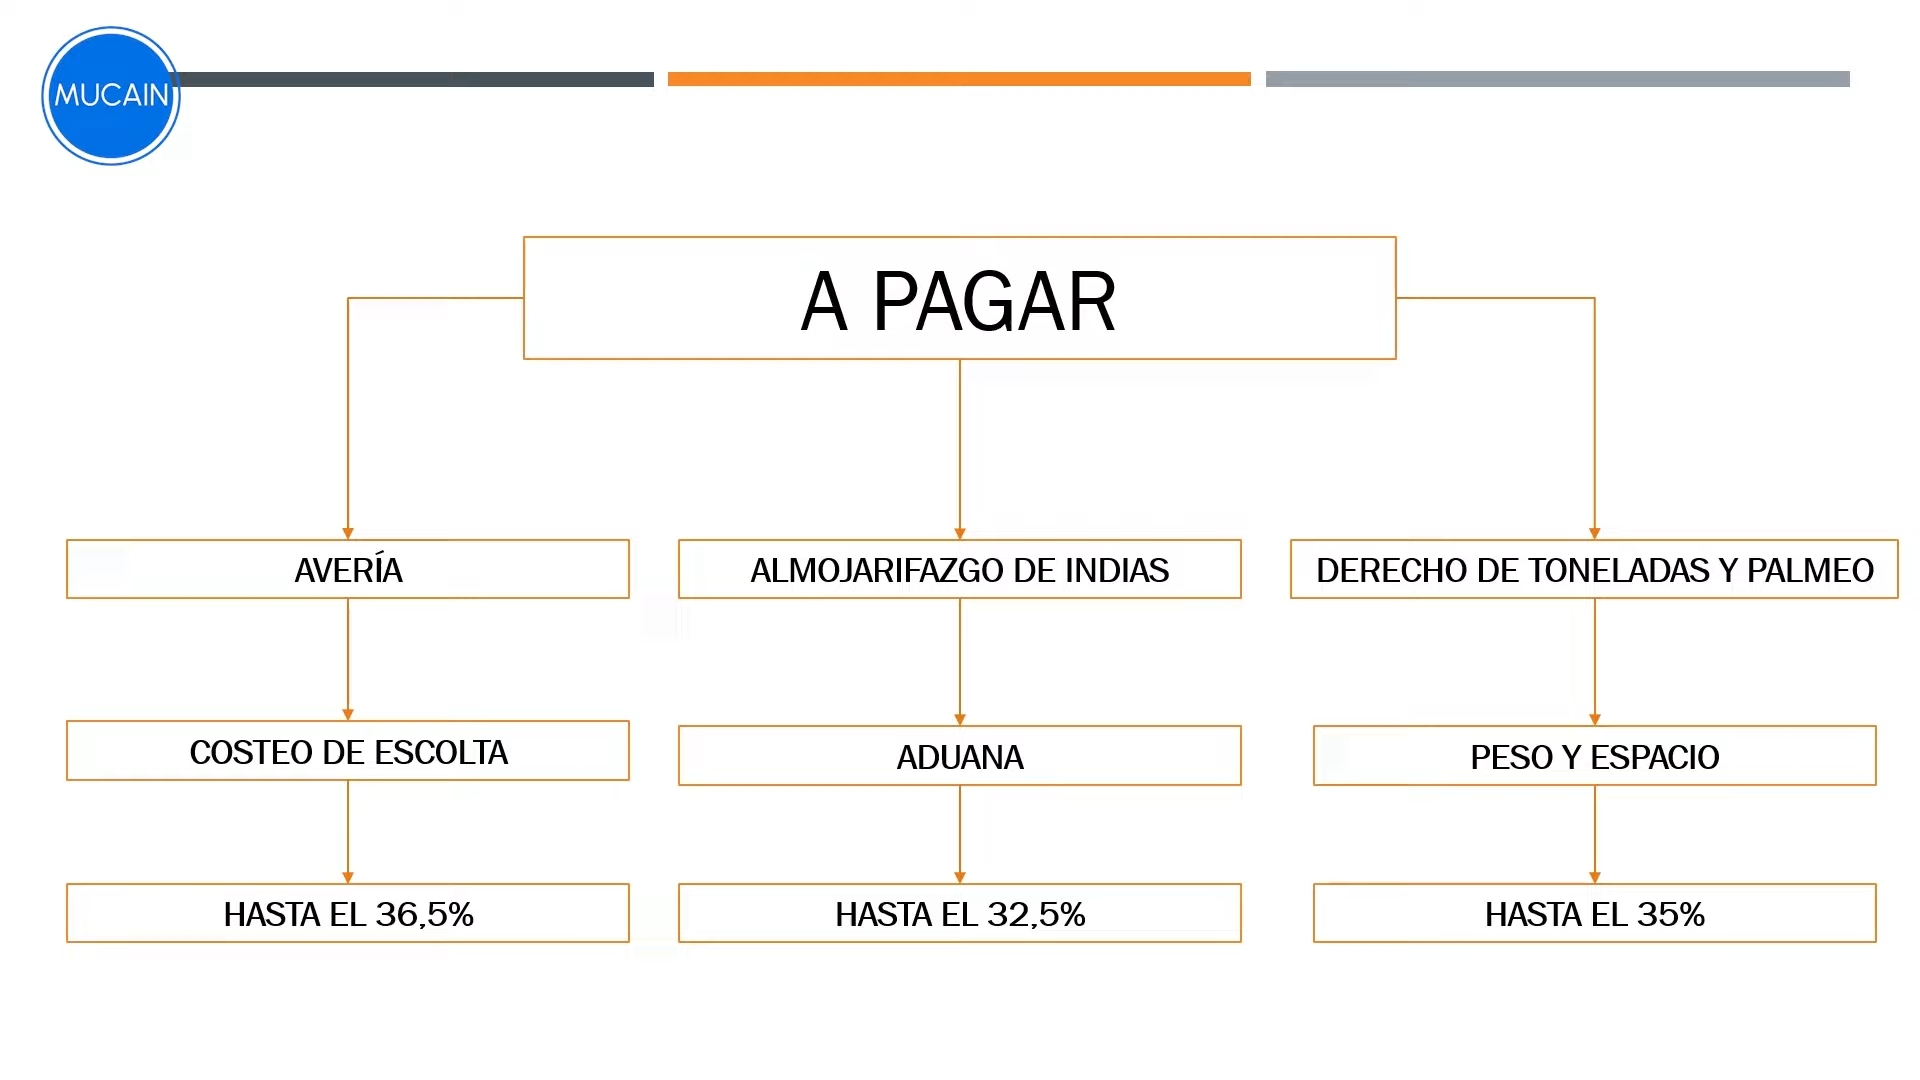 MUCAIN
A PAGAR
AVERÍA
ALMOJARIFAZGO DE INDIAS
DERECHO DE TONELADAS Y PALMEO
COSTEO DE ESCOLTA
ADUANA
PESO Y ESPACIO
HASTA EL 36,5%
HASTA EL 32,5%
HASTA EL 35%